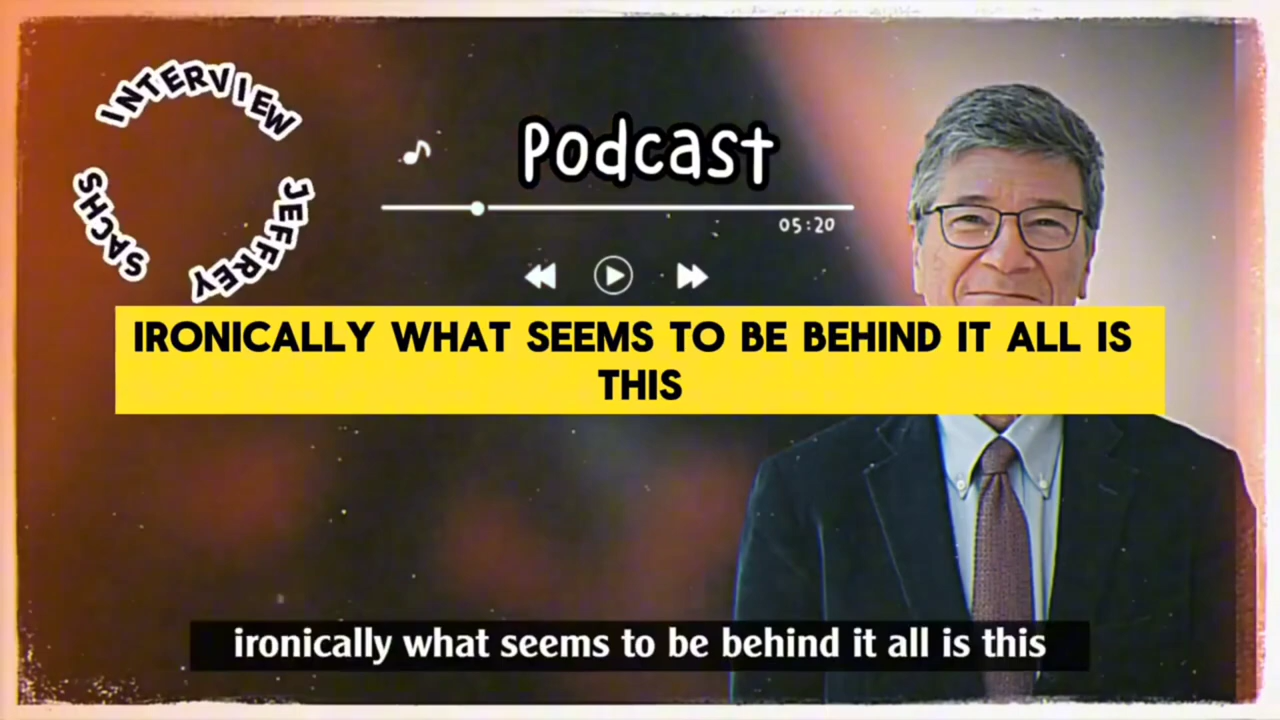 INTERVIEW
JEFFREY
SACHS
Podcast
05:20
IRONICALLY WHAT SEEMS TO BE BEHIND IT ALL IS
THIS
ironically what seems to be behind it all is this